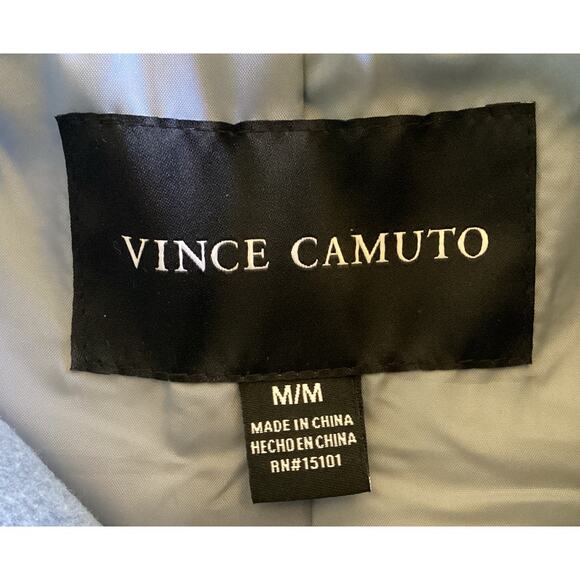 VINCE CAMUTO
M/M
MADE IN CHINA
HECHO EN CHINA
RN#15101